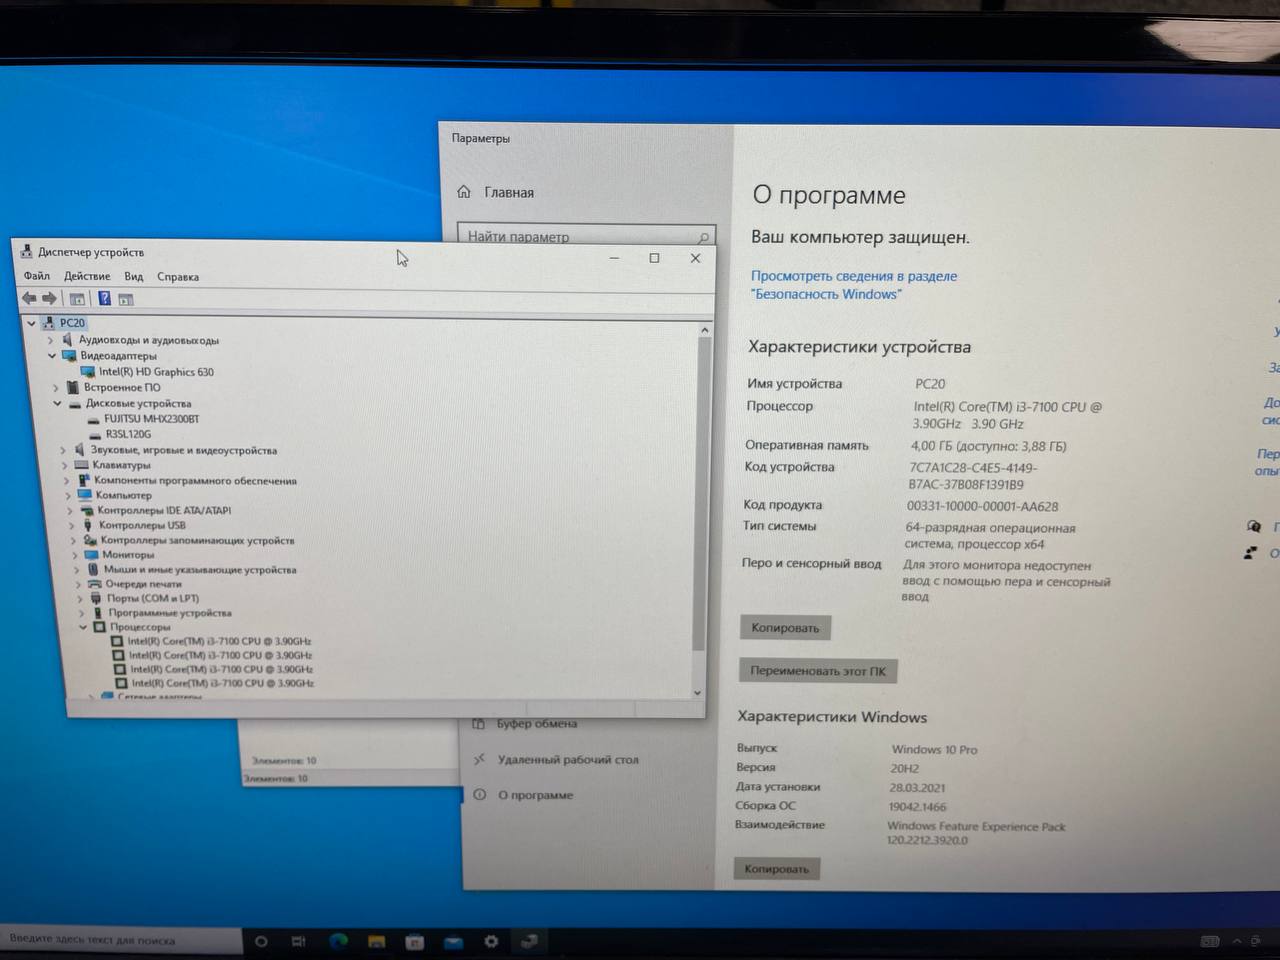 Параметры
Главная
Найти параметр
Диспетчер устройств
Файл Действие Вид Справка
PC20
Аудиовходы и аудиовыходы
Видеоадаптеры
Intel(R) HD Graphics 630
Встроенное ПО
Дисковые устройства
FUJITSU MHX2300BT
R3SL120G
Звуковые, игровые и видеоустройства
Клавиатуры
Компоненты программного обеспечения
Компьютер
Контроллеры IDE ATA/ATAPI
Контроллеры USB
Контроллеры запоминающих устройств
Мониторы
Мыши и иные указывающие устройства
Очереди печати
Порты (COM и LPT)
Программные устройства
Процессоры
Intel(R) Core(TM) i3-7100 CPU @ 3.90GHz
Intel(R) Core(TM) i3-7100 CPU @ 3.90GHz
Intel(R) Core(TM) i3-7100 CPU @ 3.90GHz
Intel(R) Core(TM) i3-7100 CPU @ 3.90GHz
Сетевые адаптеры
Элементов: 10
Элементов: 10
Буфер обмена
Удаленный рабочий стол
О программе
О программе
Ваш компьютер защищен.
Просмотреть сведения в разделе
"Безопасность Windows"
Характеристики устройства
Имя устройства PC20
Процессор Intel(R) Core(TM) i3-7100 CPU @
3.90GHz 3.90 GHz
Оперативная память 4,00 ГБ (доступно: 3,88 ГБ)
Код устройства 7C7A1C28-C4E5-4149-
B7AC-37B08F1391B9
Код продукта 00331-10000-00001-AA628
Тип системы 64-разрядная операционная
система, процессор x64
Перо и сенсорный ввод Для этого монитора недоступен
ввод с помощью пера и сенсорный
ввод
Копировать
Переименовать этот ПК
Характеристики Windows
Выпуск Windows 10 Pro
Версия 20H2
Дата установки 28.03.2021
Сборка ОС 19042.1466
Взаимодействие Windows Feature Experience Pack
120.2212.3920.0
Копировать
Введите здесь текст для поиска